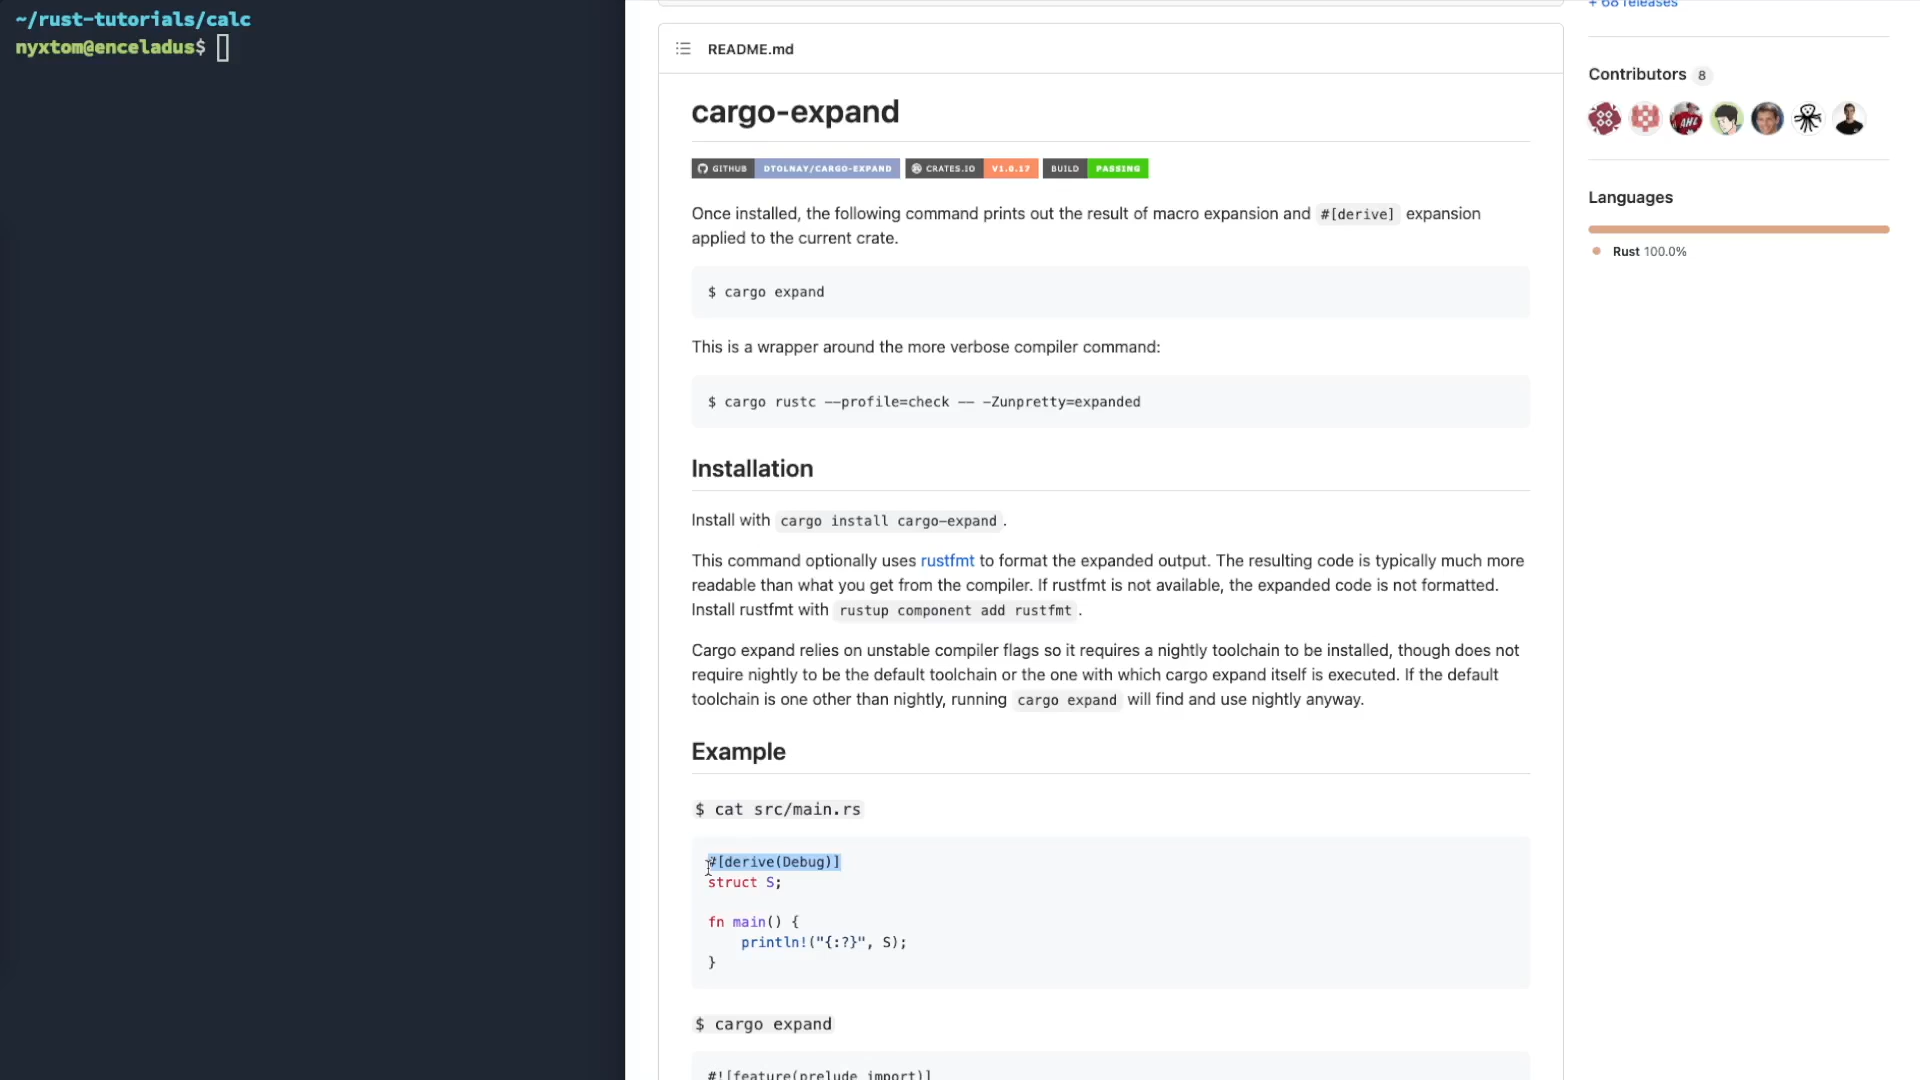 ~/rust-tutorials/calc
nyxtom@enceladus$
+ 68 releases
README.md
Contributors 8
cargo-expand
GITHUB DTOLNAY/CARGO-EXPAND CRATES.IO V1.0.17 BUILD PASSING
AHL
Languages
Rust 100.0%
Once installed, the following command prints out the result of macro expansion and #[derive] expansion
applied to the current crate.
$ cargo expand
This is a wrapper around the more verbose compiler command:
$ cargo rustc --profile=check -- -Zunpretty=expanded
Installation
Install with cargo install cargo-expand.
This command optionally uses rustfmt to format the expanded output. The resulting code is typically much more
readable than what you get from the compiler. If rustfmt is not available, the expanded code is not formatted.
Install rustfmt with rustup component add rustfmt.
Cargo expand relies on unstable compiler flags so it requires a nightly toolchain to be installed, though does not
require nightly to be the default toolchain or the one with which cargo expand itself is executed. If the default
toolchain is one other than nightly, running cargo expand will find and use nightly anyway.
Example
$ cat src/main.rs
#[derive(Debug)]
struct S;
fn main() {
println!("{:?}", S);
}
$ cargo expand
#![feature(prelude_import)]